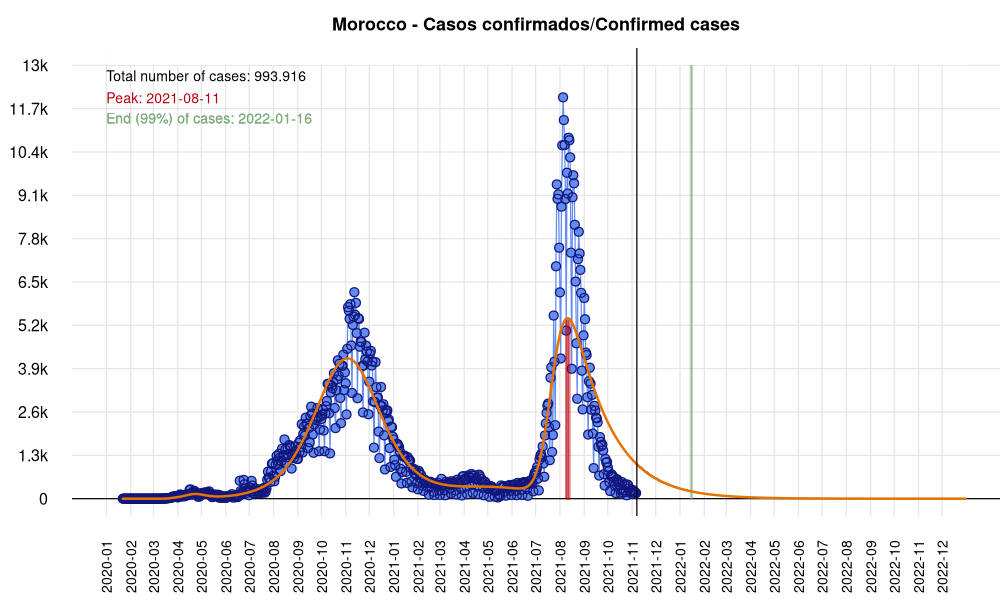 Morocco - Casos confirmados/Confirmed cases
Total number of cases: 993.916
Peak: 2021-08-11
End (99%) of cases: 2022-01-16
13k
11.7k
10.4k
9.1k
7.8k
6.5k
5.2k
3.9k
2.6k
1.3k
0
2020-01
2020-02
2020-03
2020-04
2020-05
2020-06
2020-07
2020-08
2020-09
2020-10
2020-11
2020-12
2021-01
2021-02
2021-03
2021-04
2021-05
2021-06
2021-07
2021-08
2021-09
2021-10
2021-11
2021-12
2022-01
2022-02
2022-03
2022-04
2022-05
2022-06
2022-07
2022-08
2022-09
2022-10
2022-11
2022-12